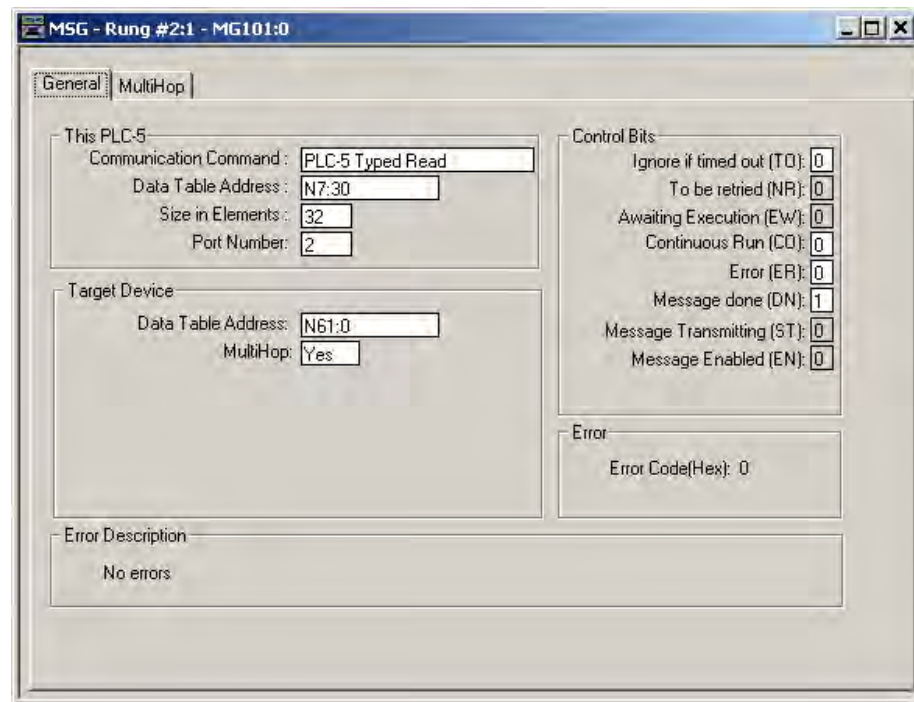 MSG - Rung #2:1 - MG101:0
General MultiHop
This PLC-5
Communication Command : PLC-5 Typed Read
Data Table Address : N7:30
Size in Elements : 32
Port Number: 2
Target Device
Data Table Address: N61:0
MultiHop: Yes
Control Bits
Ignore if timed out (TO): 0
To be retried (NR): 0
Awaiting Execution (EW): 0
Continuous Run (CO): 0
Error (ER): 0
Message done (DN): 1
Message Transmitting (ST): 0
Message Enabled (EN): 0
Error
Error Code(Hex): 0
Error Description
No errors